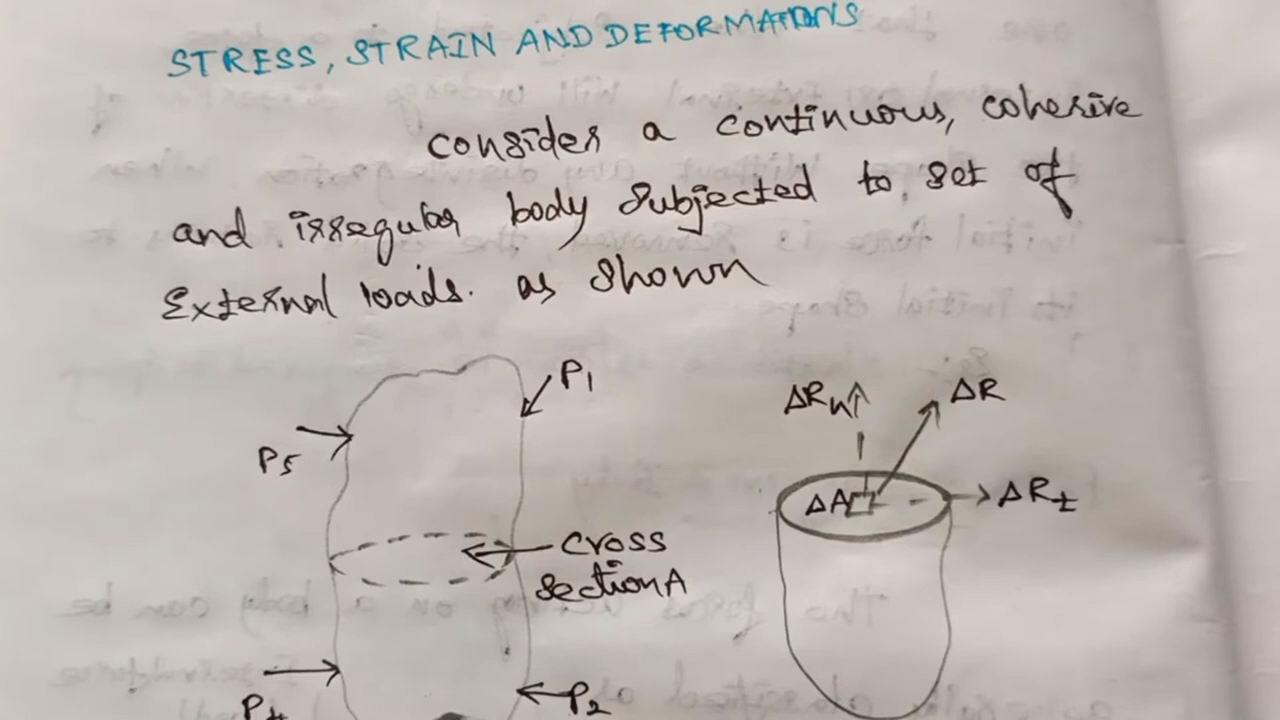 STRESS, STRAIN AND DEFORMATIONS
consider a continuous, cohesive
and irregular body subjected to set of
External loads. as shown
P1
P5
cross
section A
P4
P2
ΔRn
ΔR
ΔA
ΔRt